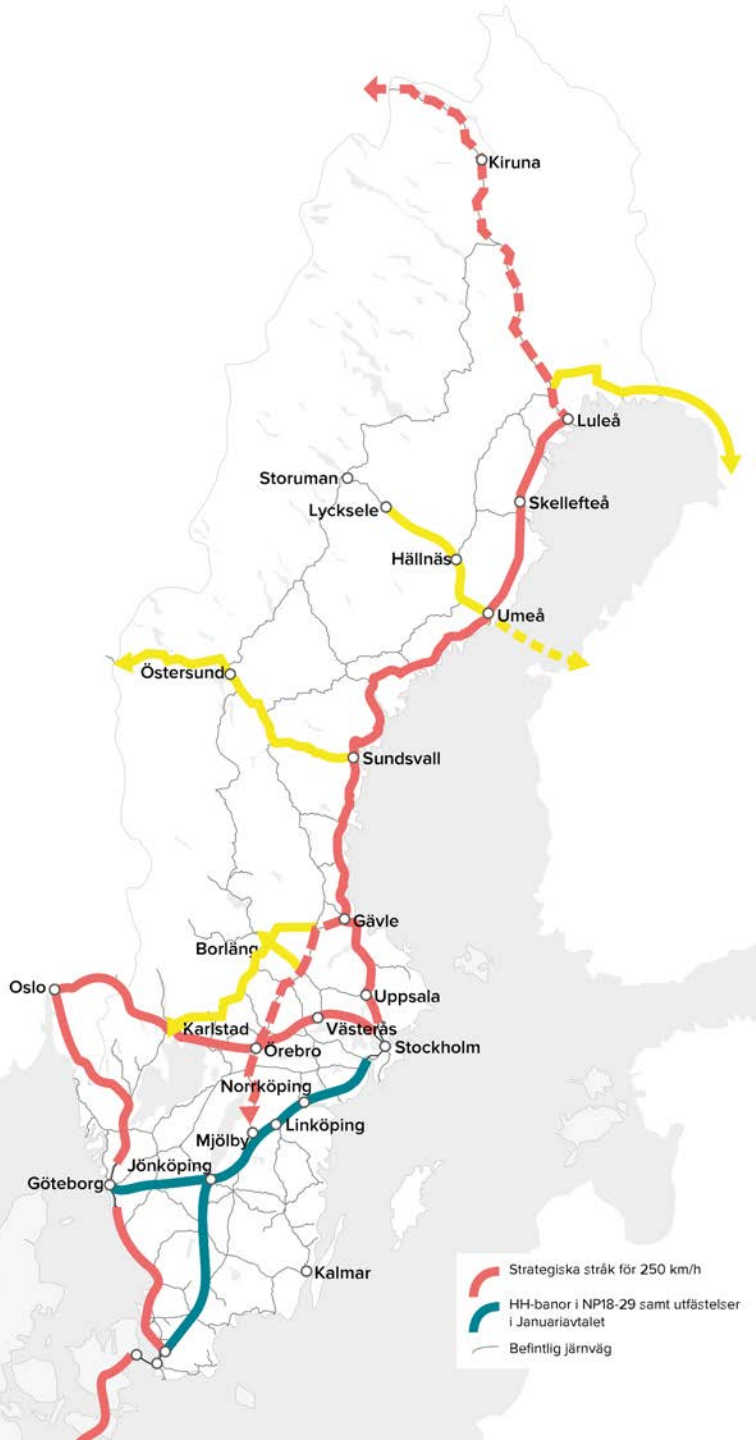 Kiruna
Luleå
Storuman
Skellefteå
Lycksele
Hällnäs
Umeå
Östersund
Sundsvall
Gävle
Borläng
Oslo
Uppsala
Karlstad
Västerås
Örebro
Stockholm
Norrköping
Linköping
Mjölby
Jönköping
Göteborg
Kalmar
Strategiska stråk för 250 km/h
HH-banor i NP18-29 samt utfästelser
i Januariavtalet
Befintlig järnväg